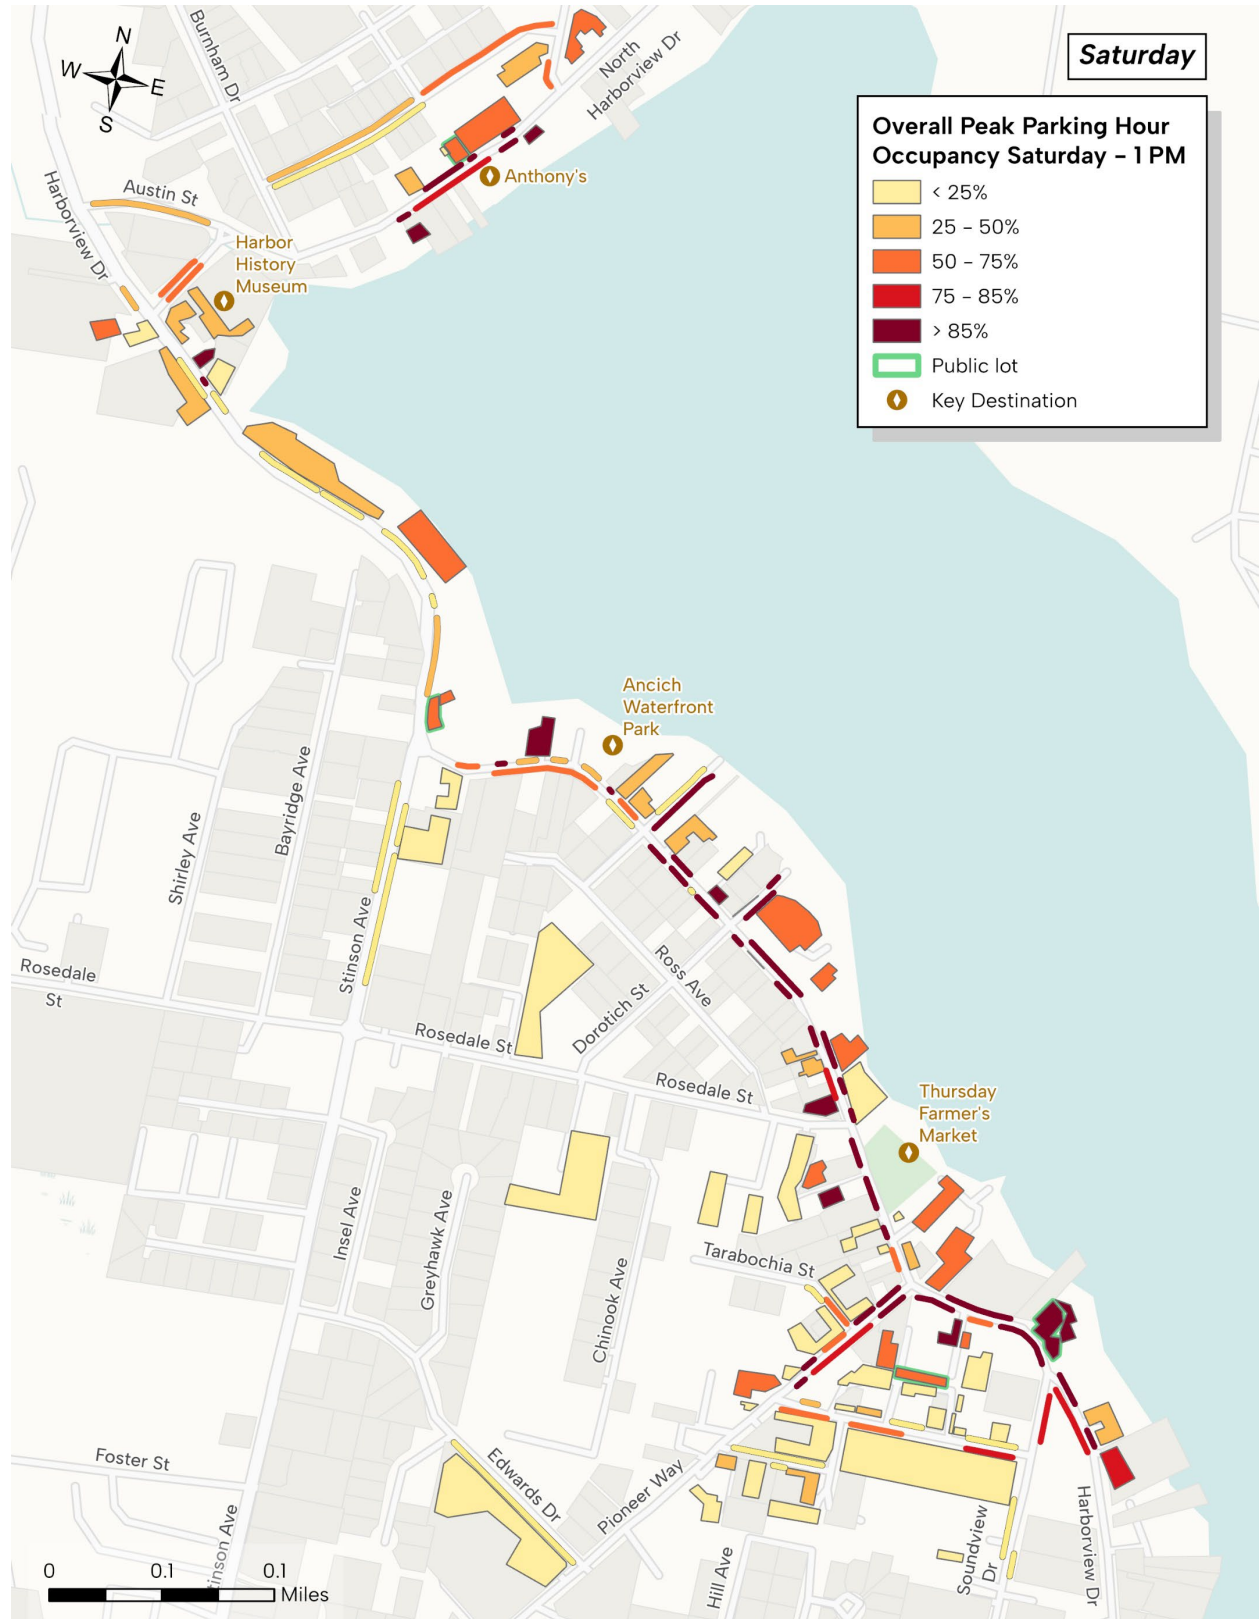 Saturday
Overall Peak Parking Hour
Occupancy Saturday - 1 PM
< 25%
25 - 50%
50 - 75%
75 - 85%
> 85%
Public lot
Key Destination
N
W
E
S
Burnham Dr
North
Harborview Dr
Anthony's
Austin St
Harborview Dr
Harbor
History
Museum
Ancich
Waterfront
Park
Bayridge Ave
Shirley Ave
Stinson Ave
Rosedale
St
Ross Ave
Dorotich St
Rosedale St
Rosedale St
Thursday
Farmer's
Market
Insel Ave
Greyhawk Ave
Chinook Ave
Tarabochia St
Foster St
Edwards Dr
Pioneer Way
Stinson Ave
Hill Ave
Soundview
Dr
Harborview Dr
0
0.1
0.1
Miles